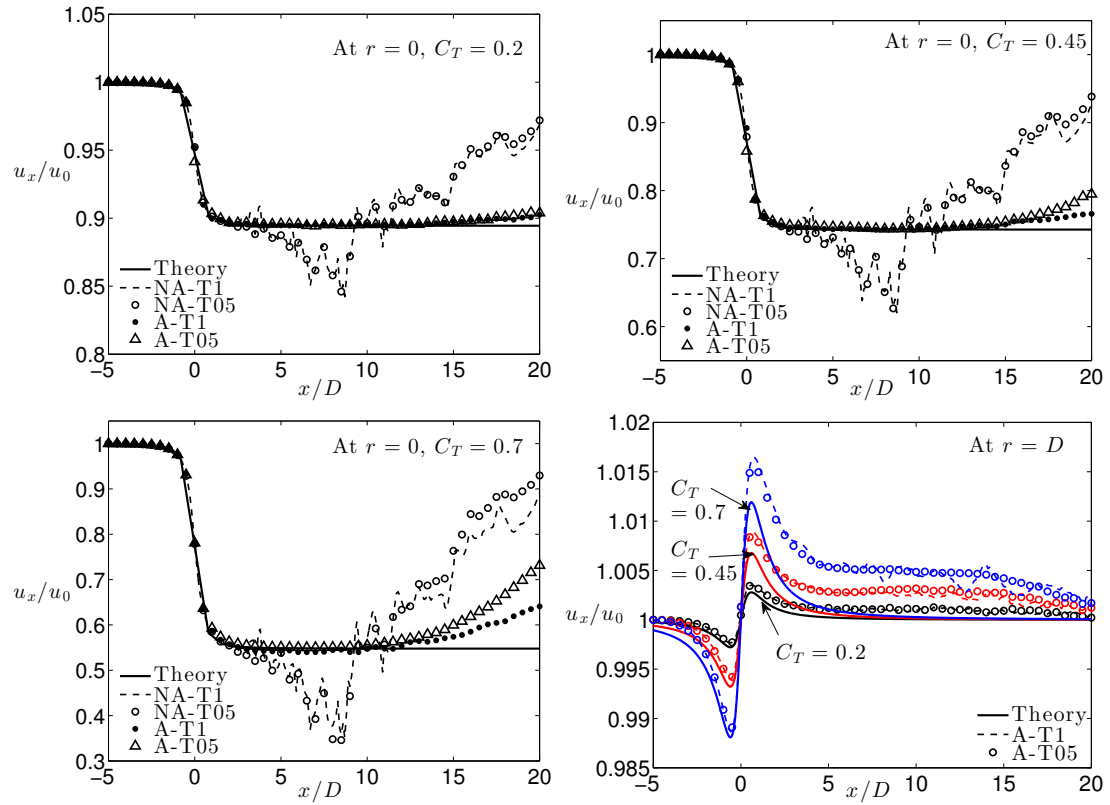 1.05
At r = 0, C_T = 0.2
1
0.95
u_x/u_0
0.9
Theory
NA-T1
NA-T05
A-T1
A-T05
0.85
0.8
−5 0 5 10 15 20
x/D
At r = 0, C_T = 0.45
1
0.9
0.8
u_x/u_0
0.7
0.6
Theory
NA-T1
NA-T05
A-T1
A-T05
−5 0 5 10 15 20
x/D
At r = 0, C_T = 0.7
1
0.9
0.8
0.7
u_x/u_0
0.6
0.5
0.4
0.3
Theory
NA-T1
NA-T05
A-T1
A-T05
−5 0 5 10 15 20
x/D
1.02
At r = D
1.015
C_T
= 0.7
1.01
C_T
= 0.45
1.005
u_x/u_0
1
C_T = 0.2
0.995
0.99
0.985
Theory
A-T1
A-T05
−5 0 5 10 15 20
x/D